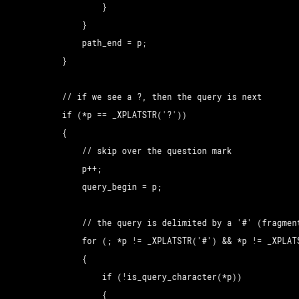 }
}
path_end = p;
}
// if we see a ?, then the query is next
if (*p == _XPLATSTR('?'))
{
// skip over the question mark
p++;
query_begin = p;
// the query is delimited by a '#' (fragment
for (; *p != _XPLATSTR('#') && *p != _XPLATS
{
if (!is_query_character(*p))
{